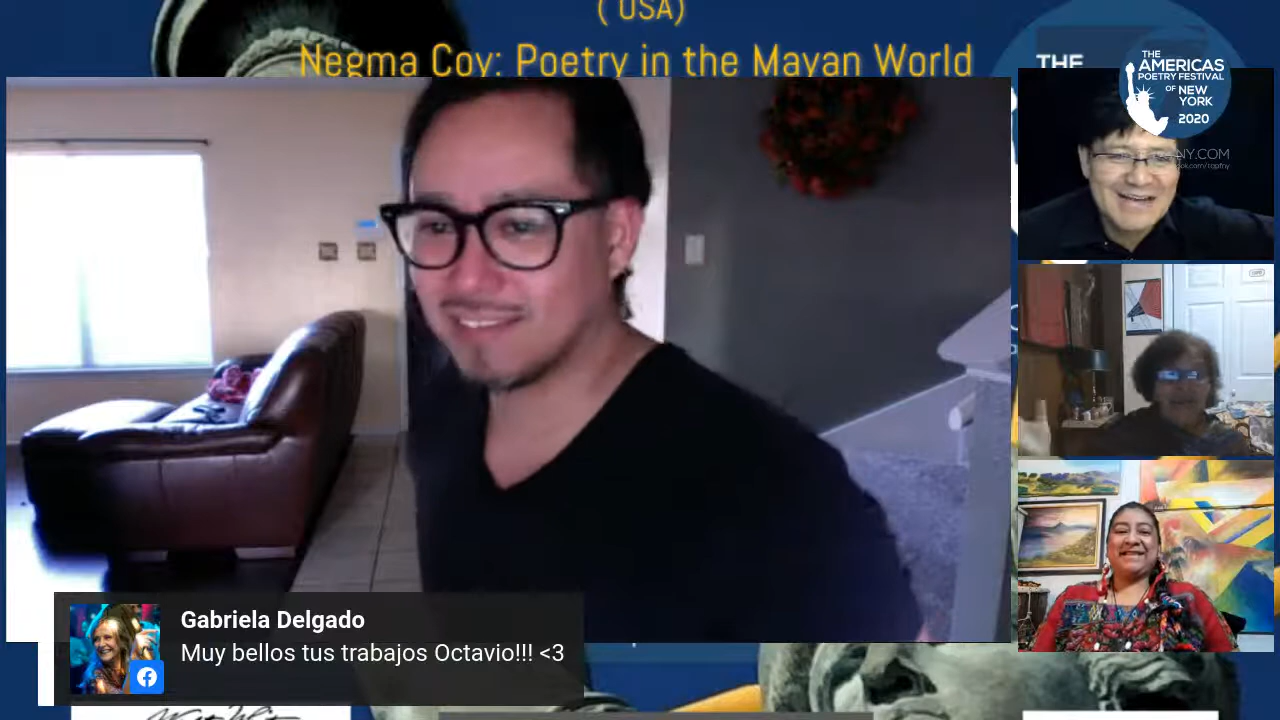 ( USA)
Negma Coy: Poetry in the Mayan World
THE
THE
AMERICAS
POETRY FESTIVAL
OF NEW
YORK
2020
NY.COM
Gabriela Delgado
Muy bellos tus trabajos Octavio!!! <3